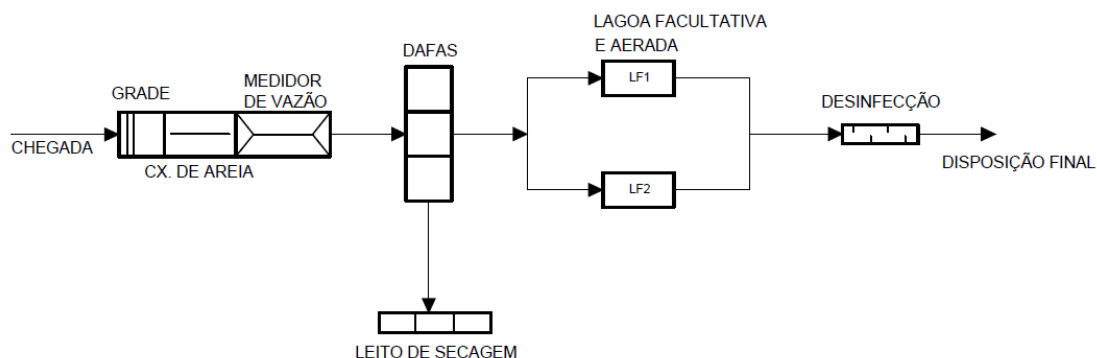 LAGOA FACULTATIVA
E AERADA
DAFAS
LF1
MEDIDOR
DE VAZÃO
GRADE
DESINFECÇÃO
CHEGADA
CX. DE AREIA
DISPOSIÇÃO FINAL
LF2
LEITO DE SECAGEM